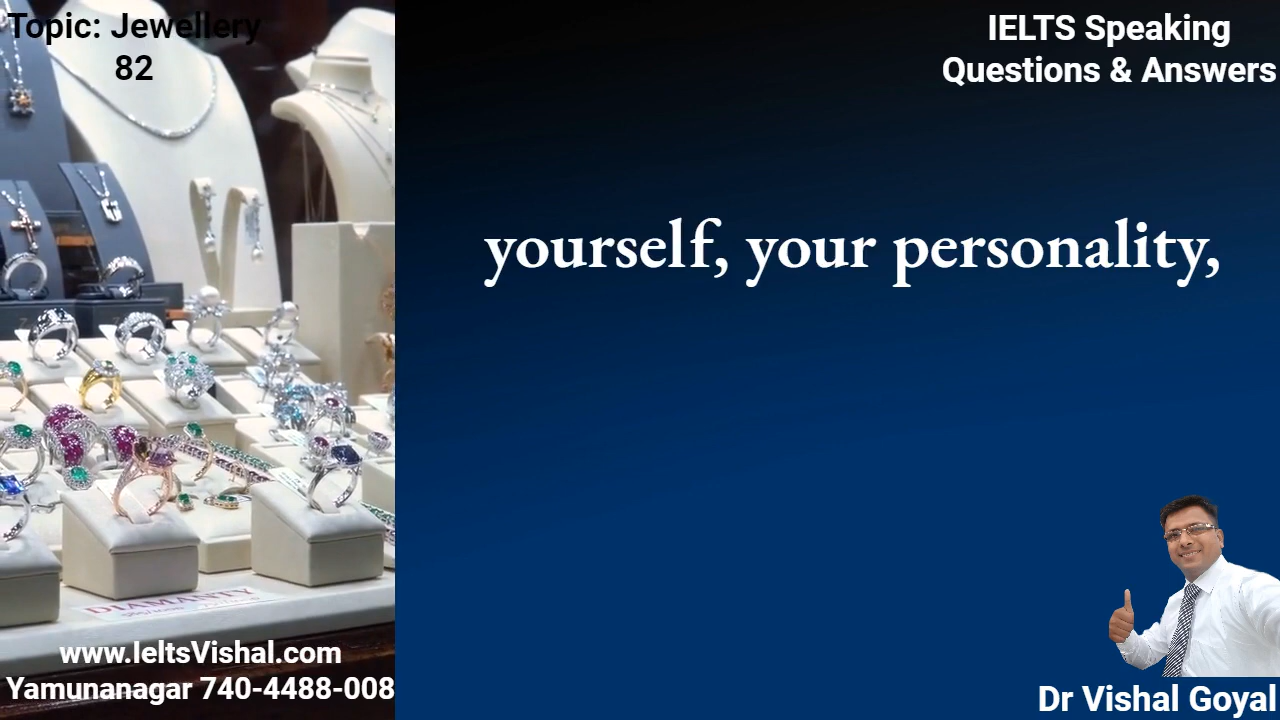 Topic: Jewellery
82
IELTS Speaking
Questions & Answers
yourself, your personality,
DIAMANTY
www.IeltsVishal.com
Yamunanagar 740-4488-008
Dr Vishal Goyal